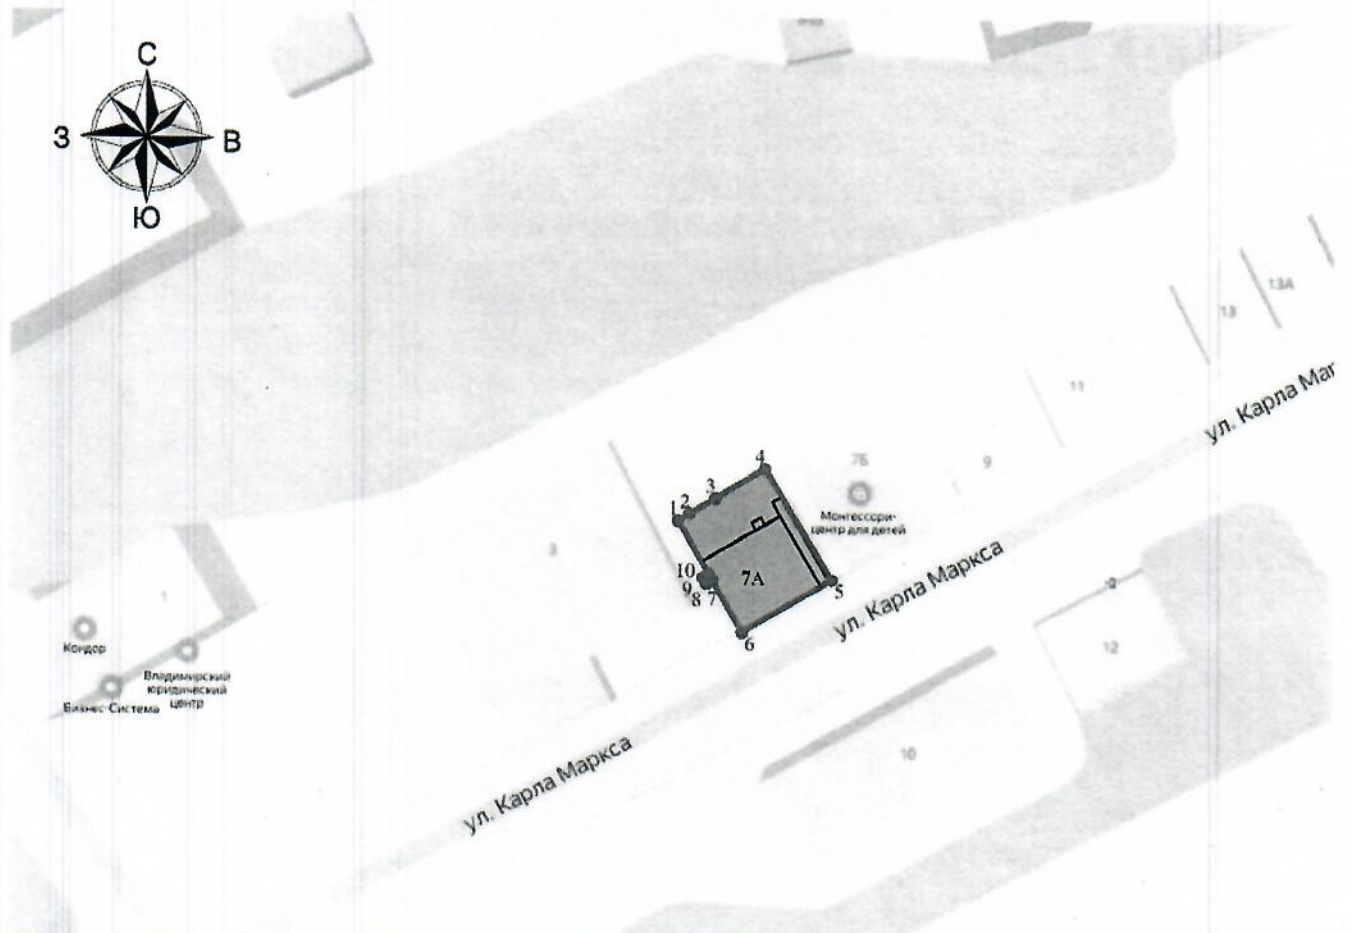 С
З
В
Ю
13А
13
ул. Карла Мар
11
4
7Б
9
3
2
1
Монтессори-
центр для детей
3
10
9
8
7
7А
5
6
ул. Карла Маркса
1
12
Кондор
Владимирский
юридический
центр
Бизнес-Система
10
ул. Карла Маркса